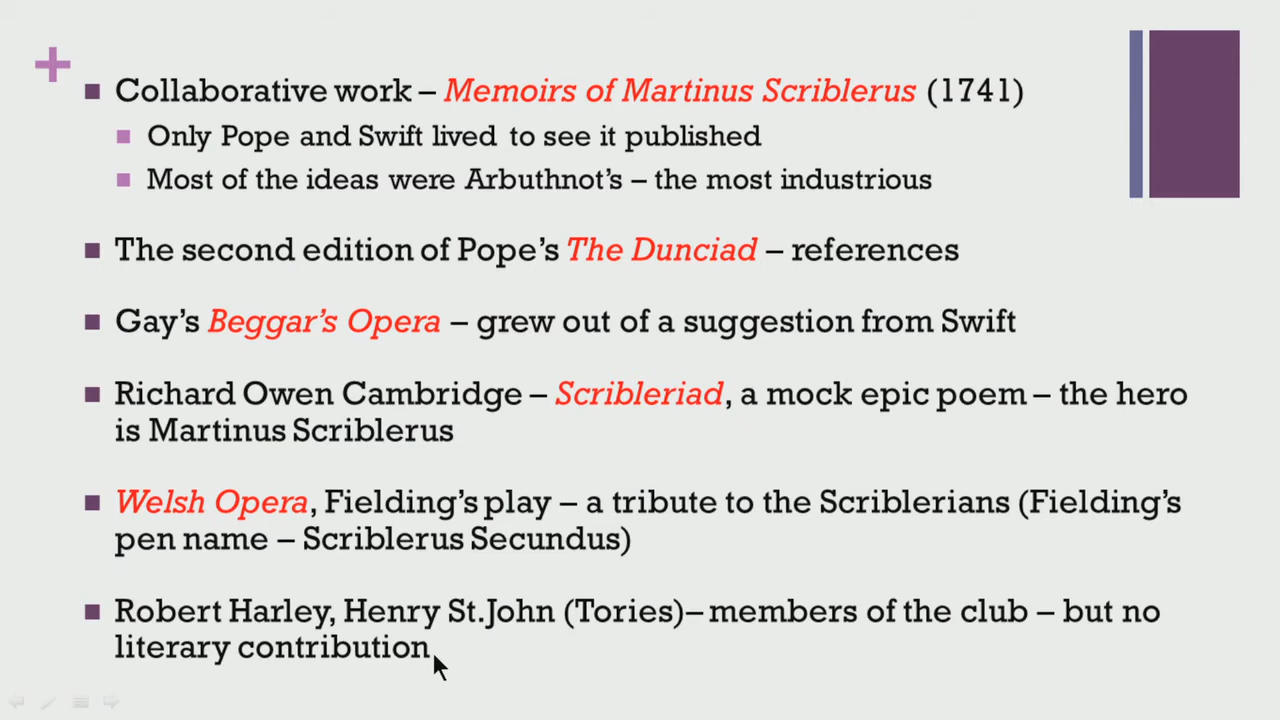 Collaborative work – Memoirs of Martinus Scriblerus (1741)
Only Pope and Swift lived to see it published
Most of the ideas were Arbuthnot's – the most industrious
The second edition of Pope's The Dunciad – references
Gay's Beggar's Opera – grew out of a suggestion from Swift
Richard Owen Cambridge – Scribleriad, a mock epic poem – the hero
is Martinus Scriblerus
Welsh Opera, Fielding's play – a tribute to the Scriblerians (Fielding's
pen name – Scriblerus Secundus)
Robert Harley, Henry St.John (Tories)– members of the club – but no
literary contribution